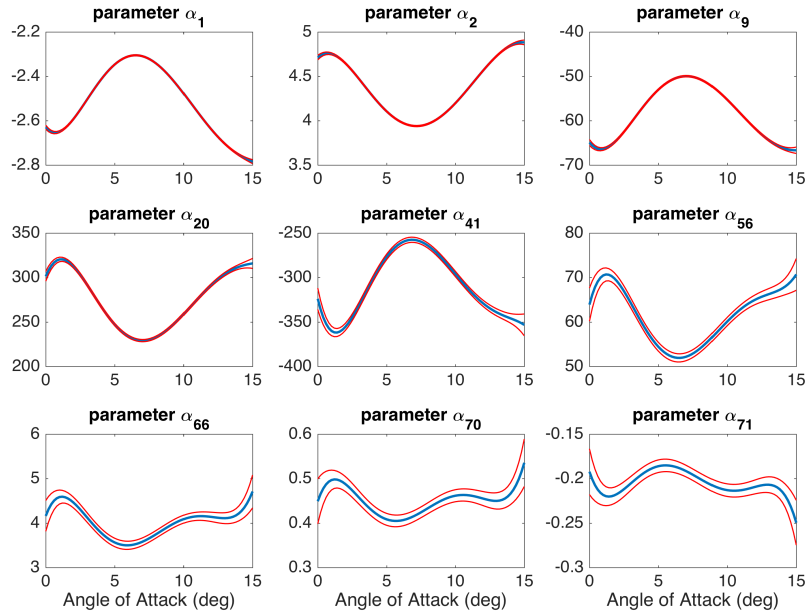 parameter α1 parameter α2 parameter α9
-2.2 5 -40
-2.4 4.5 -50
-2.6 4 -60
-2.8 3.5 -70
0 5 10 15 0 5 10 15 0 5 10 15
parameter α20 parameter α41 parameter α56
350 -250 80
300 -300 70
250 -350 60
200 -400 50
0 5 10 15 0 5 10 15 0 5 10 15
parameter α66 parameter α70 parameter α71
6 0.6 -0.15
5 0.5 -0.2
4 0.4 -0.25
3 0.3 -0.3
0 5 10 15 0 5 10 15 0 5 10 15
Angle of Attack (deg) Angle of Attack (deg) Angle of Attack (deg)